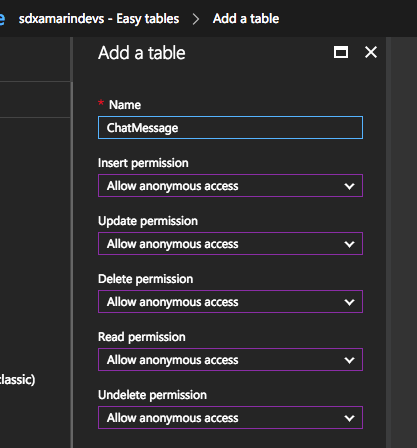 sdxamarindevs - Easy tables > Add a table
Add a table
* Name
ChatMessage
Insert permission
Allow anonymous access
Update permission
Allow anonymous access
Delete permission
Allow anonymous access
Read permission
Allow anonymous access
classic)
Undelete permission
Allow anonymous access